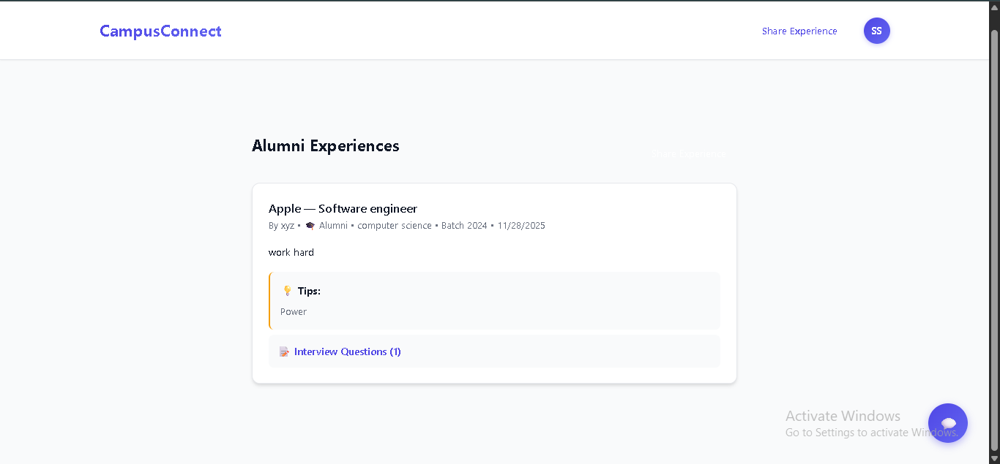 CampusConnect
Share Experience
SS
Alumni Experiences
Share Experience
Apple — Software engineer
By xyz • 🎓 Alumni • computer science • Batch 2024 • 11/28/2025
work hard
💡 Tips:
Power
📝 Interview Questions (1)
Activate Windows
Go to Settings to activate Windows.